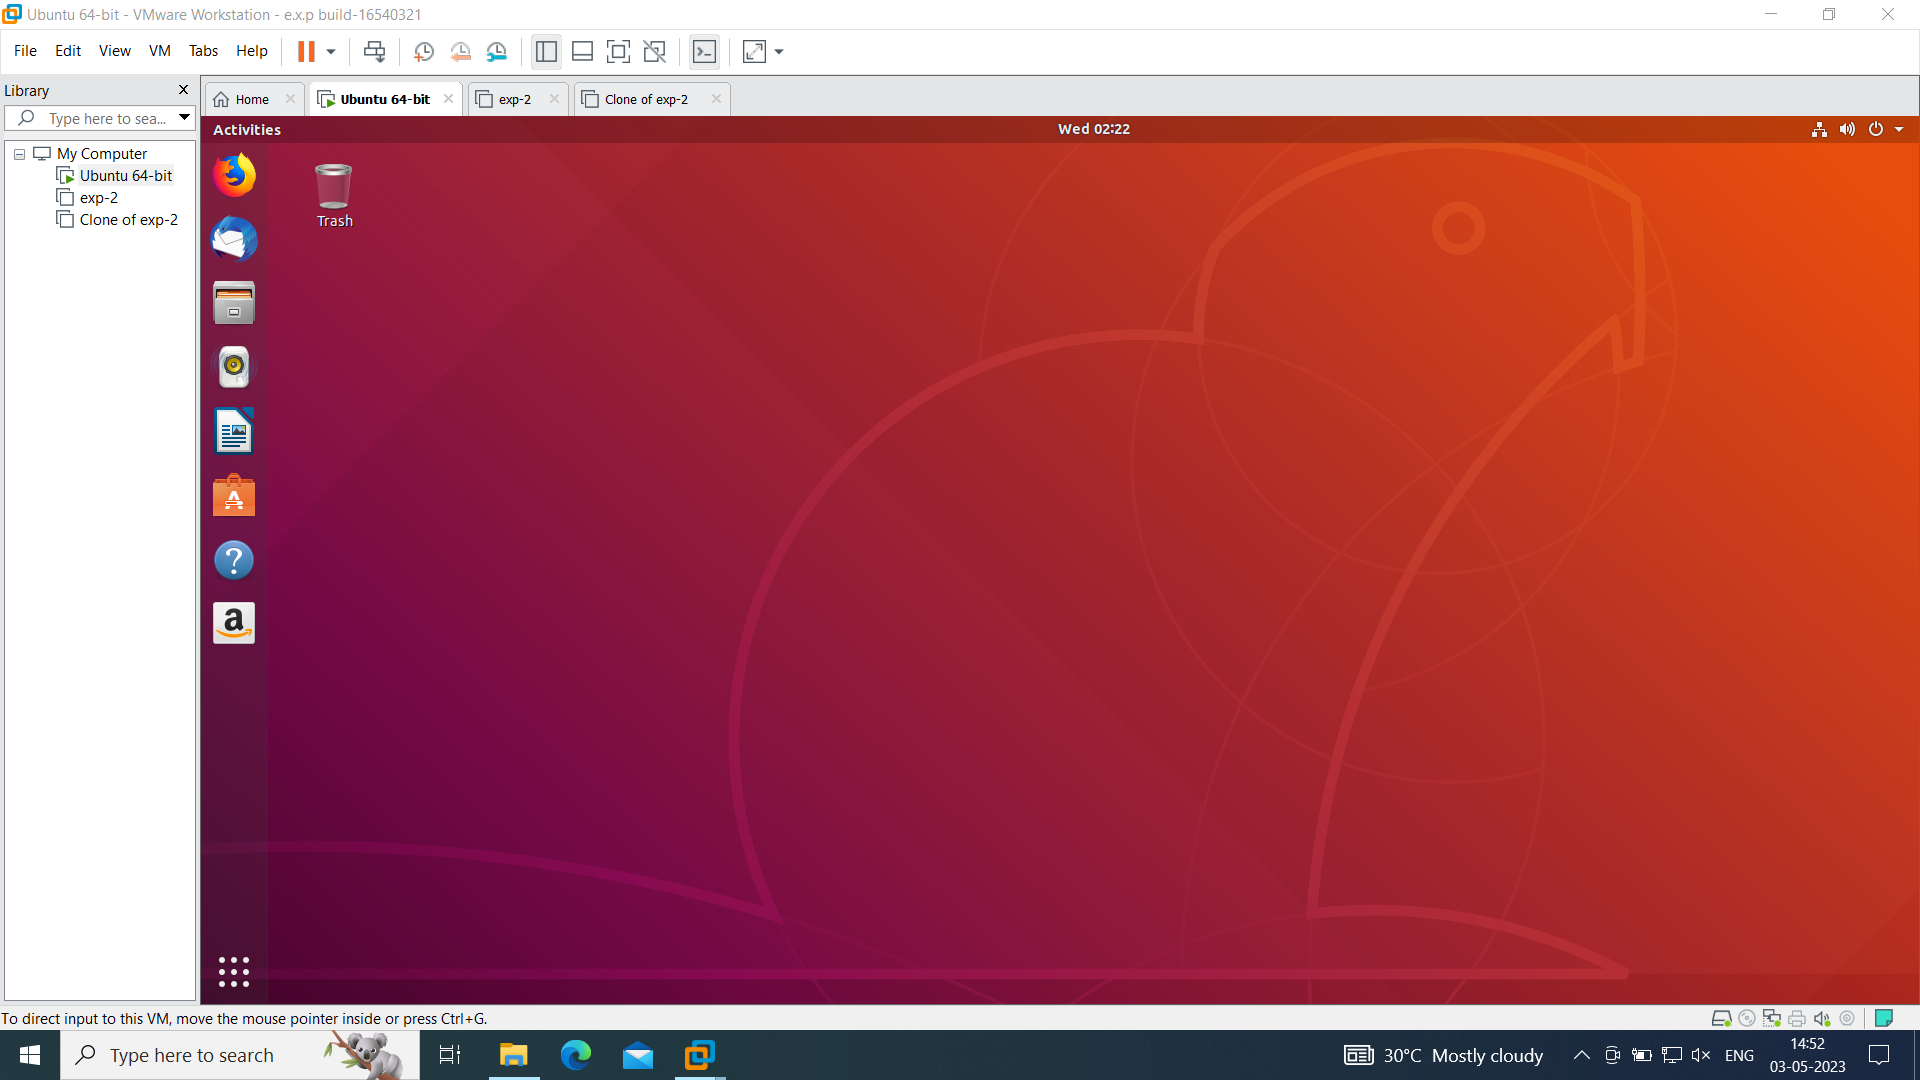 Ubuntu 64-bit - VMware Workstation - e.x.p build-16540321
File Edit View VM Tabs Help
Library
Type here to sea...
My Computer
Ubuntu 64-bit
exp-2
Clone of exp-2
Home
Ubuntu 64-bit
exp-2
Clone of exp-2
Activities
Wed 02:22
Trash
To direct input to this VM, move the mouse pointer inside or press Ctrl+G.
Type here to search
30°C Mostly cloudy
ENG
14:52
03-05-2023